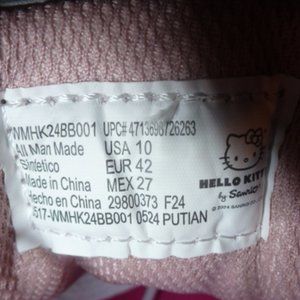 WMHK24BB001 UPC# 4713698726263
All Man Made USA 10
Sintetico EUR 42
Made in China MEX 27
Hecho en China 29800373 F24
517-WMHK24BB001 0524 PUTIAN
HELLO KITTY
by Sanrio